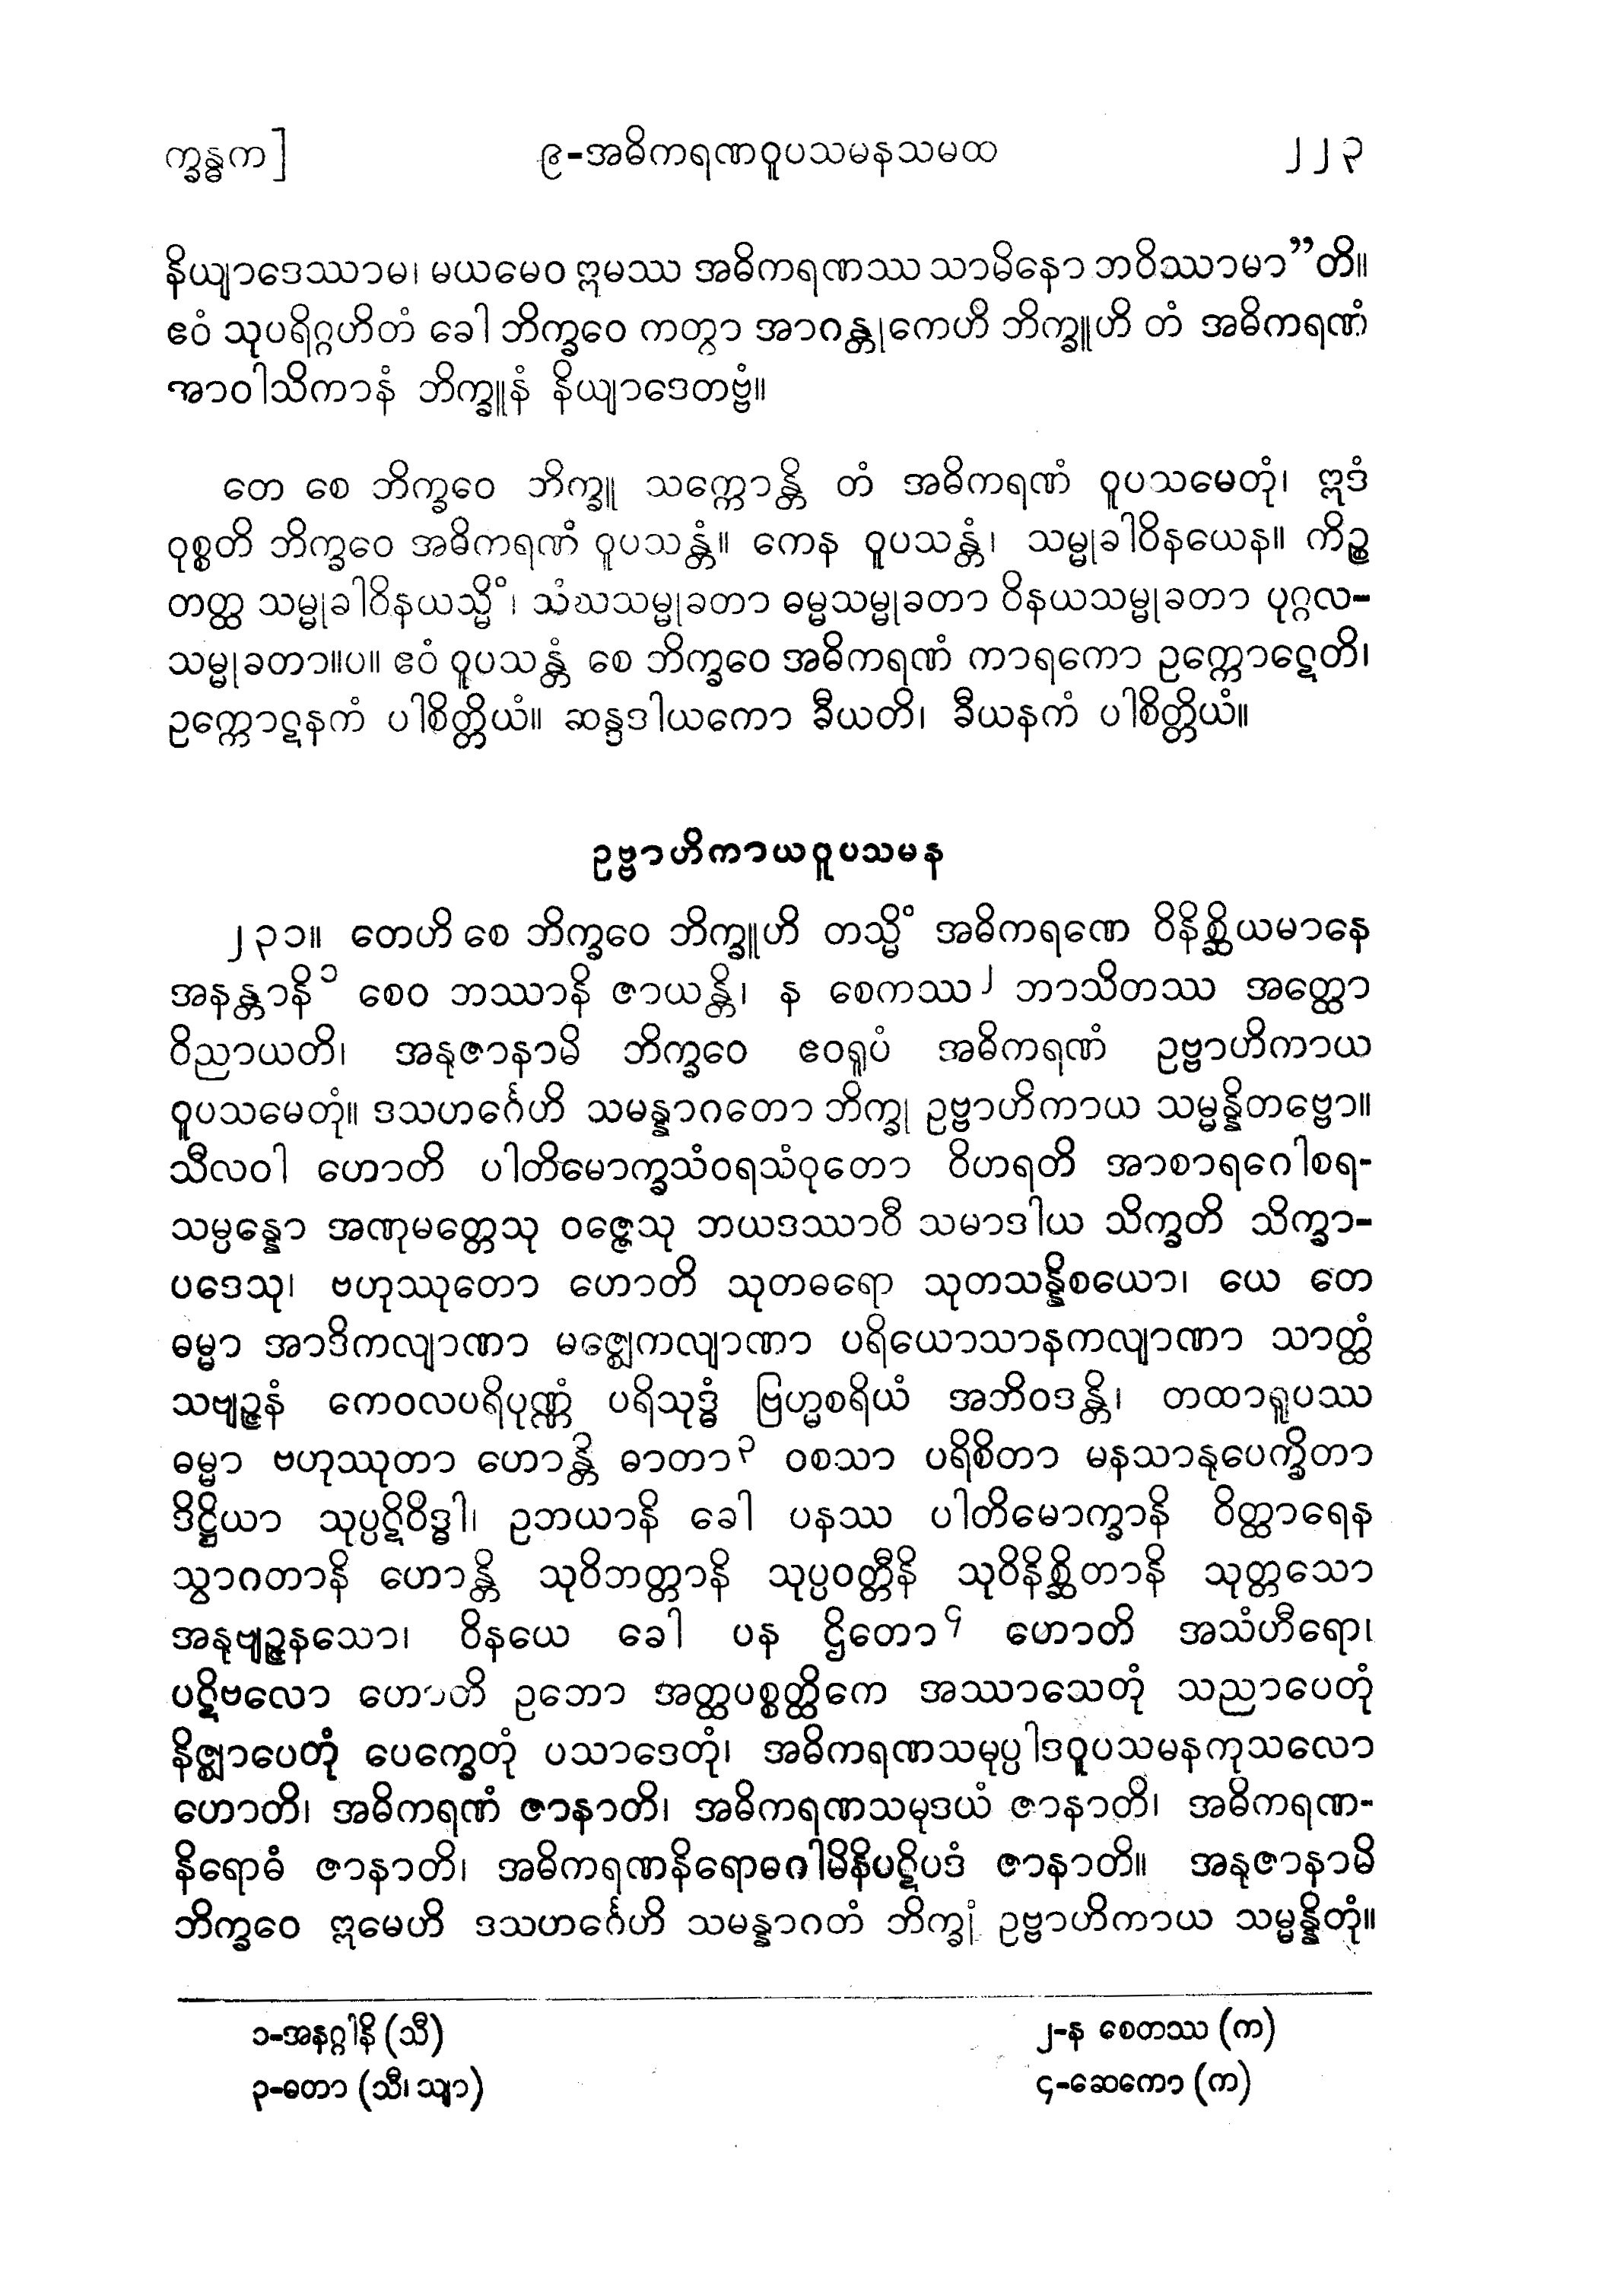 က္ခန္ဓက]
၉-အဓိကရဏဝူပသမနသမထ
၂၂၃
နိယျာဒေဿာမ၊ မယမေဝ ဣမဿ အဓိကရဏဿ သာမိနော ဘဝိဿာမာ”တိ။
ဧဝံ သုပရိဂ္ဂဟိတံ ခေါ ဘိက္ခဝေ ကတွာ အာဂန္တုကေဟိ ဘိက္ခူဟိ တံ အဓိကရဏံ
အာဝါသိကာနံ ဘိက္ခူနံ နိယျာဒေတဗ္ဗံ။
တေ စေ ဘိက္ခဝေ ဘိက္ခူ သက္ကောန္တိ တံ အဓိကရဏံ ဝူပသမေတုံ၊ ဣဒံ
ဝုစ္စတိ ဘိက္ခဝေ အဓိကရဏံ ဝူပသန္တံ။ ကေန ဝူပသန္တံ၊ သမ္မုခါဝိနယေန။ ကိဉ္စ
တတ္ထ သမ္မုခါဝိနယသ္မိံ၊ သံဃသမ္မုခတာ ဓမ္မသမ္မုခတာ ဝိနယသမ္မုခတာ ပုဂ္ဂလ-
သမ္မုခတာ။ပ။ ဧဝံ ဝူပသန္တံ စေ ဘိက္ခဝေ အဓိကရဏံ ကာရကော ဥက္ကောဋေတိ၊
ဥက္ကောဋနကံ ပါစိတ္တိယံ။ ဆန္ဒဒါယကော ခီယတိ၊ ခီယနကံ ပါစိတ္တိယံ။
ဥဗ္ဗာဟိကာယဝူပသမန
၂၃၁။ တေဟိ စေ ဘိက္ခဝေ ဘိက္ခူဟိ တသ္မိံ အဓိကရဏေ ဝိနိစ္ဆိယမာနေ
အနန္တာနိ၁ စေဝ ဘဿာနိ ဇာယန္တိ၊ န စေကဿ၂ ဘာသိတဿ အတ္ထော
ဝိညာယတိ၊ အနုဇာနာမိ ဘိက္ခဝေ ဧဝရူပံ အဓိကရဏံ ဥဗ္ဗာဟိကာယ
ဝူပသမေတုံ။ ဒသဟင်္ဂေဟိ သမန္နာဂတော ဘိက္ခု ဥဗ္ဗာဟိကာယ သမ္မန္နိတဗ္ဗော။
သီလဝါ ဟောတိ ပါတိမောက္ခသံဝရသံဝုတော ဝိဟရတိ အာစာရဂေါစရ-
သမ္ပန္နော အဏုမတ္တေသု ဝဇ္ဇေသု ဘယဒဿာဝီ သမာဒါယ သိက္ခတိ သိက္ခာ-
ပဒေသု၊ ဗဟုဿုတော ဟောတိ သုတဓရော သုတသန္နိစယော၊ ယေ တေ
ဓမ္မာ အာဒိကလျာဏာ မဇ္ဈေကလျာဏာ ပရိယောသာနကလျာဏာ သာတ္ထံ
သဗျဉ္ဇနံ ကေဝလပရိပုဏ္ဏံ ပရိသုဒ္ဓံ ဗြဟ္မစရိယံ အဘိဝဒန္တိ၊ တထာရူပဿ
ဓမ္မာ ဗဟုဿုတာ ဟောန္တိ ဓာတာ၃ ဝစသာ ပရိစိတာ မနသာနုပေက္ခိတာ
ဒိဋ္ဌိယာ သုပ္ပဋိဝိဒ္ဓါ၊ ဥဘယာနိ ခေါ ပနဿ ပါတိမောက္ခာနိ ဝိတ္ထာရေန
သွာဂတာနိ ဟောန္တိ သုဝိဘတ္တာနိ သုပ္ပဝတ္တီနိ သုဝိနိစ္ဆိတာနိ သုတ္တသော
အနုဗျဉ္ဇနသော၊ ဝိနယေ ခေါ ပန ဌိတော၄ ဟောတိ အသံဟီရော၊
ပဋိဗလော ဟောတိ ဥဘော အတ္ထပစ္စတ္ထိကေ အဿာသေတုံ သညာပေတုံ
နိဇ္ဈာပေတုံ ပေက္ခေတုံ ပသာဒေတုံ၊ အဓိကရဏသမုပ္ပါဒဝူပသမနကုသလော
ဟောတိ၊ အဓိကရဏံ ဇာနာတိ၊ အဓိကရဏသမုဒယံ ဇာနာတိ၊ အဓိကရဏ-
နိရောဓံ ဇာနာတိ၊ အဓိကရဏနိရောဓဂါမိနိပဋိပဒံ ဇာနာတိ။ အနုဇာနာမိ
ဘိက္ခဝေ ဣမေဟိ ဒသဟင်္ဂေဟိ သမန္နာဂတံ ဘိက္ခုံ ဥဗ္ဗာဟိကာယ သမ္မန္နိတုံ။
၁-အနဂ္ဂါနိ (သီ)
၂-န စေတဿ (က)
၃-ဓတာ (သီ၊ သျာ)
၄-ဆေကော (က)